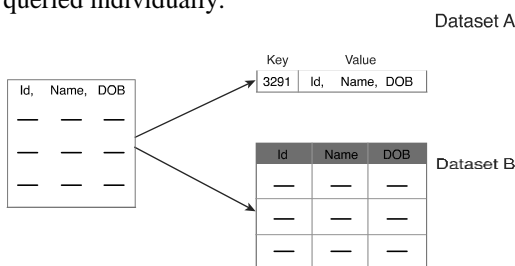 queried individually.
Dataset A
Key Value
3291 Id, Name, DOB
Id, Name, DOB
Id Name DOB
Dataset B